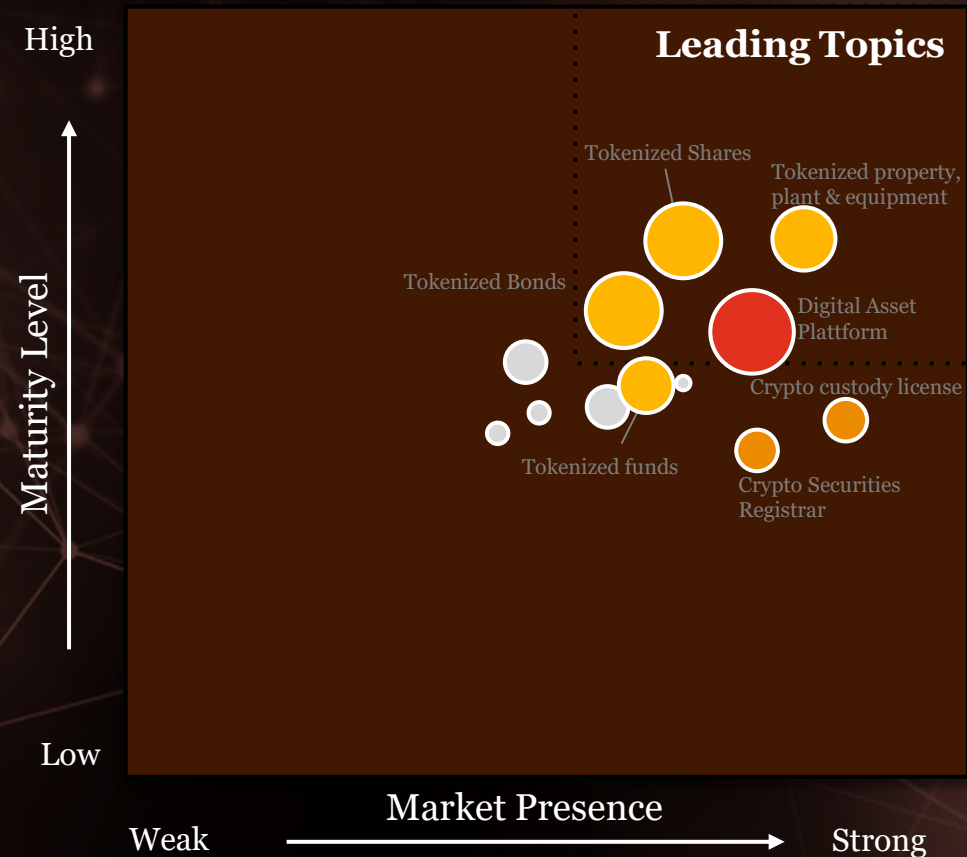 High
Leading Topics
Tokenized Shares
Tokenized property,
plant & equipment
Tokenized Bonds
Digital Asset
Plattform
Crypto custody license
Tokenized funds
Crypto Securities
Registrar
Maturity Level
Low
Market Presence
Weak
Strong